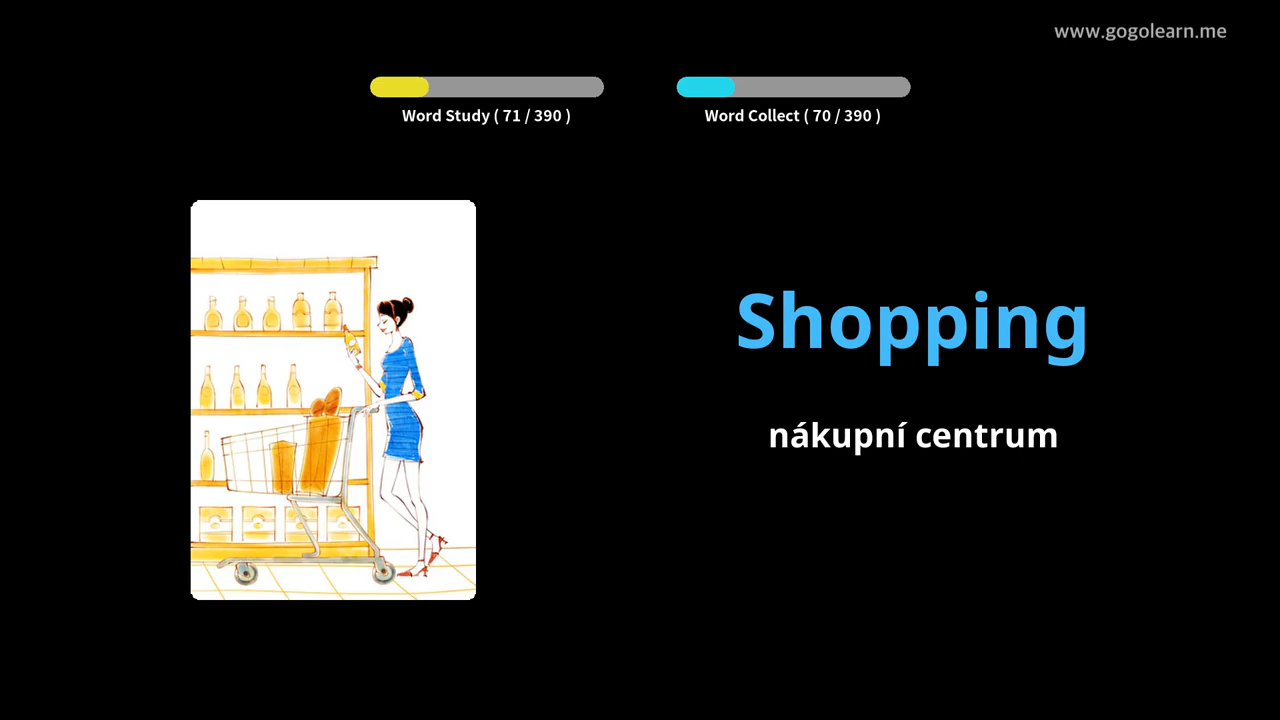 www.gogolearn.me
Word Study ( 71 / 390 )
Word Collect ( 70 / 390 )
Shopping
nákupní centrum